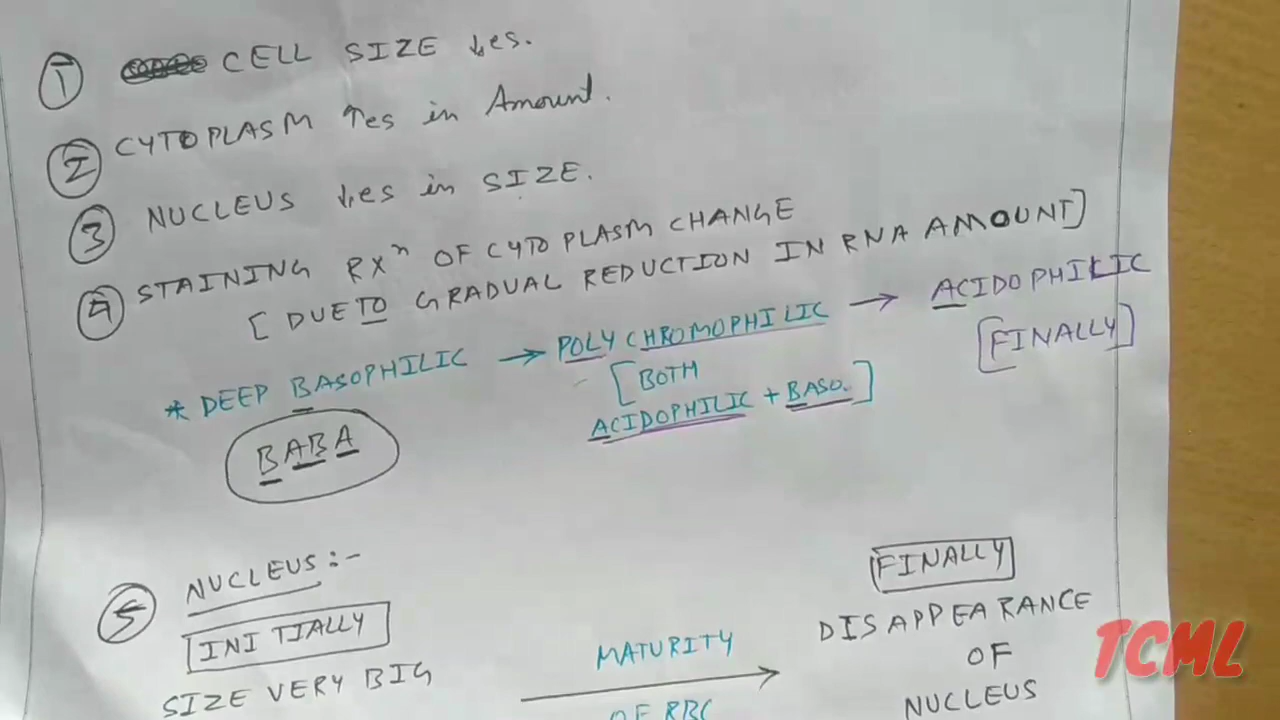 ① CELL SIZE ↓es.
② CYTOPLASM ↑es in Amount.
③ NUCLEUS ↓es in SIZE.
④ STAINING RXⁿ OF CYTOPLASM CHANGE
[DUE TO GRADUAL REDUCTION IN RNA AMOUNT]
* DEEP BASOPHILIC → POLYCHROMOPHILIC → ACIDOPHILIC
[BOTH
ACIDOPHILIC + BASO.]
[FINALLY]
BABA
⑤ NUCLEUS:-
INITIALLY
SIZE VERY BIG
MATURITY
OF RBC
FINALLY
DISAPPEARANCE
OF
NUCLEUS
TCML